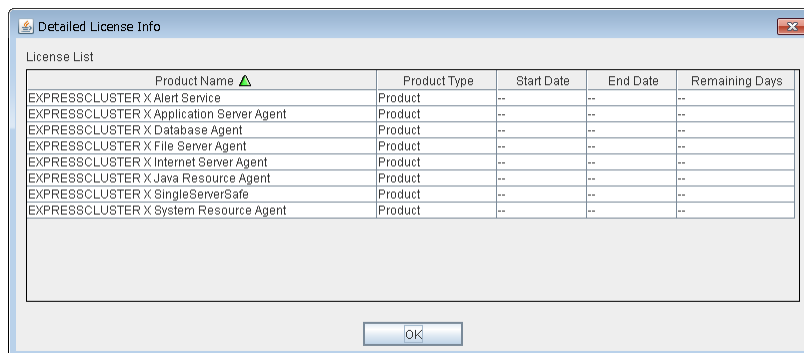 Detailed License Info
License List
Product Name Product Type Start Date End Date Remaining Days
EXPRESSCLUSTER X Alert Service Product -- -- --
EXPRESSCLUSTER X Application Server Agent Product -- -- --
EXPRESSCLUSTER X Database Agent Product -- -- --
EXPRESSCLUSTER X File Server Agent Product -- -- --
EXPRESSCLUSTER X Internet Server Agent Product -- -- --
EXPRESSCLUSTER X Java Resource Agent Product -- -- --
EXPRESSCLUSTER X SingleServerSafe Product -- -- --
EXPRESSCLUSTER X System Resource Agent Product -- -- --
OK